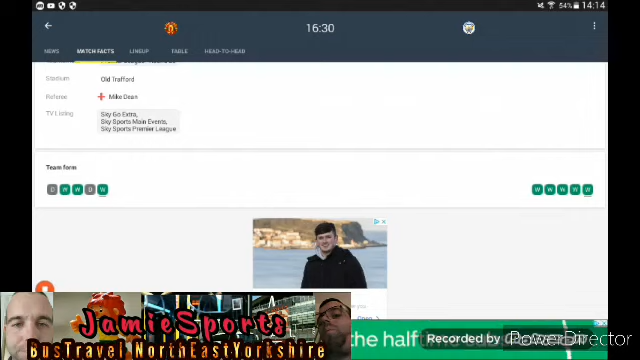 54% 14:14
16:30
NEWS MATCH FACTS LINEUP TABLE HEAD-TO-HEAD
Stadium Old Trafford
Referee Mike Dean
TV Listing Sky Go Extra,
Sky Sports Main Events,
Sky Sports Premier League
Team form
D W W D W W W W W W
Open
JamieSports
BusTravel NorthEastYorkshire
the half
Recorded by
PowerDirector